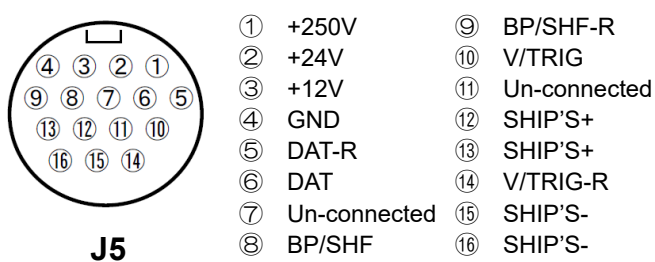 ④ ③ ② ①
⑨ ⑧ ⑦ ⑥ ⑤
⑬ ⑫ ⑪ ⑩
⑯ ⑮ ⑭
J5
① +250V
② +24V
③ +12V
④ GND
⑤ DAT-R
⑥ DAT
⑦ Un-connected
⑧ BP/SHF
⑨ BP/SHF-R
⑩ V/TRIG
⑪ Un-connected
⑫ SHIP'S+
⑬ SHIP'S+
⑭ V/TRIG-R
⑮ SHIP'S-
⑯ SHIP'S-